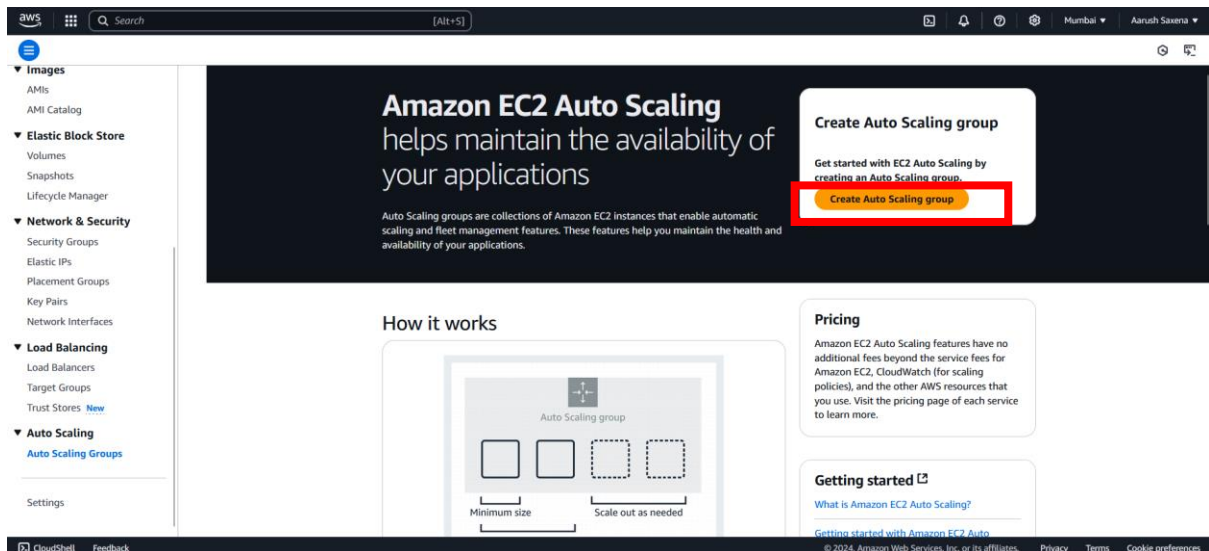 aws
Search
[Alt+S]
Mumbai
Aarush Saxena
Images
AMIs
AMI Catalog
Elastic Block Store
Volumes
Snapshots
Lifecycle Manager
Network & Security
Security Groups
Elastic IPs
Placement Groups
Key Pairs
Network Interfaces
Load Balancing
Load Balancers
Target Groups
Trust Stores New
Auto Scaling
Auto Scaling Groups
Settings
Amazon EC2 Auto Scaling
helps maintain the availability of
your applications
Auto Scaling groups are collections of Amazon EC2 instances that enable automatic
scaling and fleet management features. These features help you maintain the health and
availability of your applications.
Create Auto Scaling group
Get started with EC2 Auto Scaling by
creating an Auto Scaling group.
Create Auto Scaling group
How it works
Auto Scaling group
Minimum size
Scale out as needed
Pricing
Amazon EC2 Auto Scaling features have no
additional fees beyond the service fees for
Amazon EC2, CloudWatch (for scaling
policies), and the other AWS resources that
you use. Visit the pricing page of each service
to learn more.
Getting started
What is Amazon EC2 Auto Scaling?
Getting started with Amazon EC2 Auto
CloudShell
Feedback
© 2024, Amazon Web Services, Inc. or its affiliates.
Privacy
Terms
Cookie preferences